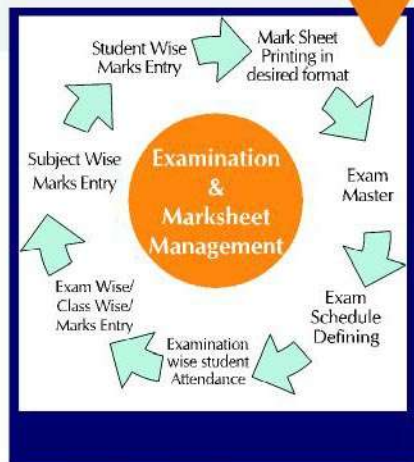 Student Wise
Marks Entry
Mark Sheet
Printing in
desired format
Exam
Master
Exam
Schedule
Defining
Examination
wise student
Attendance
Exam Wise/
Class Wise/
Marks Entry
Subject Wise
Marks Entry
Examination
&
Marksheet
Management